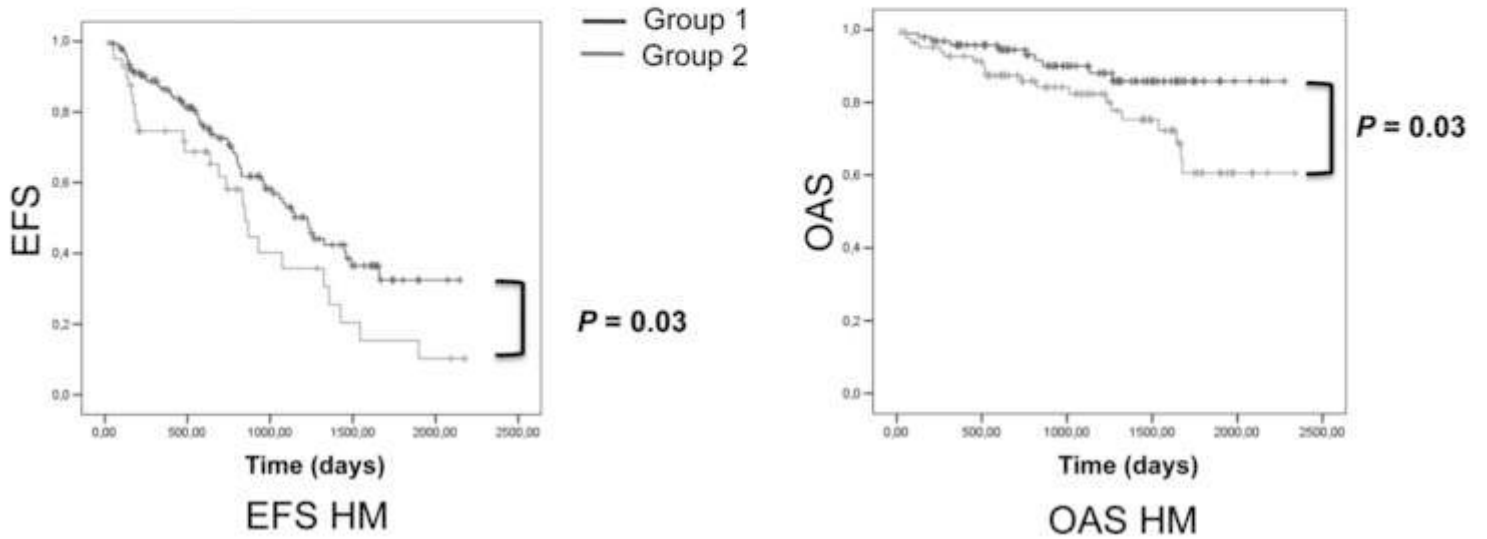 Group 1
Group 2
EFS
1,0
0,8
0,6
0,4
0,2
0,0
0,00 500,00 1000,00 1500,00 2000,00 2500,00
Time (days)
EFS HM
P = 0.03
OAS
1,0
0,8
0,6
0,4
0,2
0,0
0,00 500,00 1000,00 1500,00 2000,00 2500,00
Time (days)
OAS HM
P = 0.03